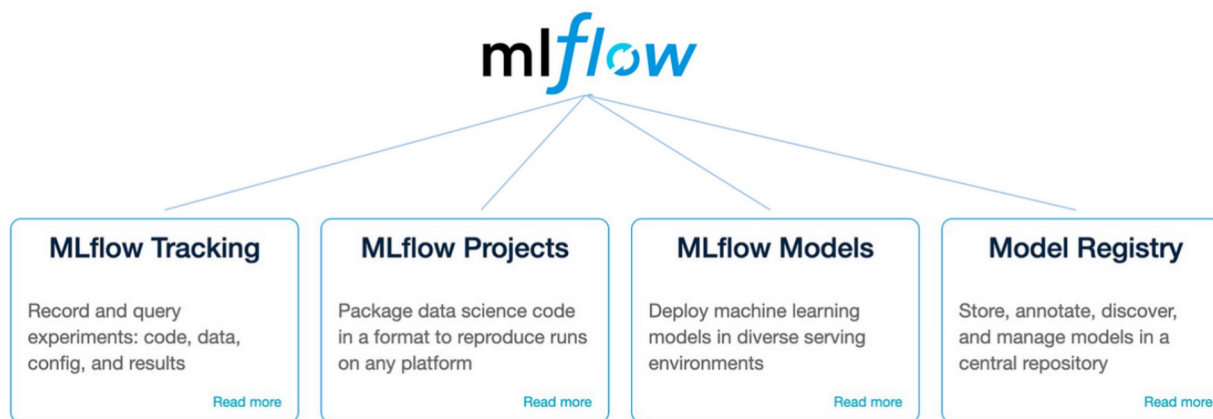 mlflow
MLflow Tracking
Record and query
experiments: code, data,
config, and results
Read more
MLflow Projects
Package data science code
in a format to reproduce runs
on any platform
Read more
MLflow Models
Deploy machine learning
models in diverse serving
environments
Read more
Model Registry
Store, annotate, discover,
and manage models in a
central repository
Read more